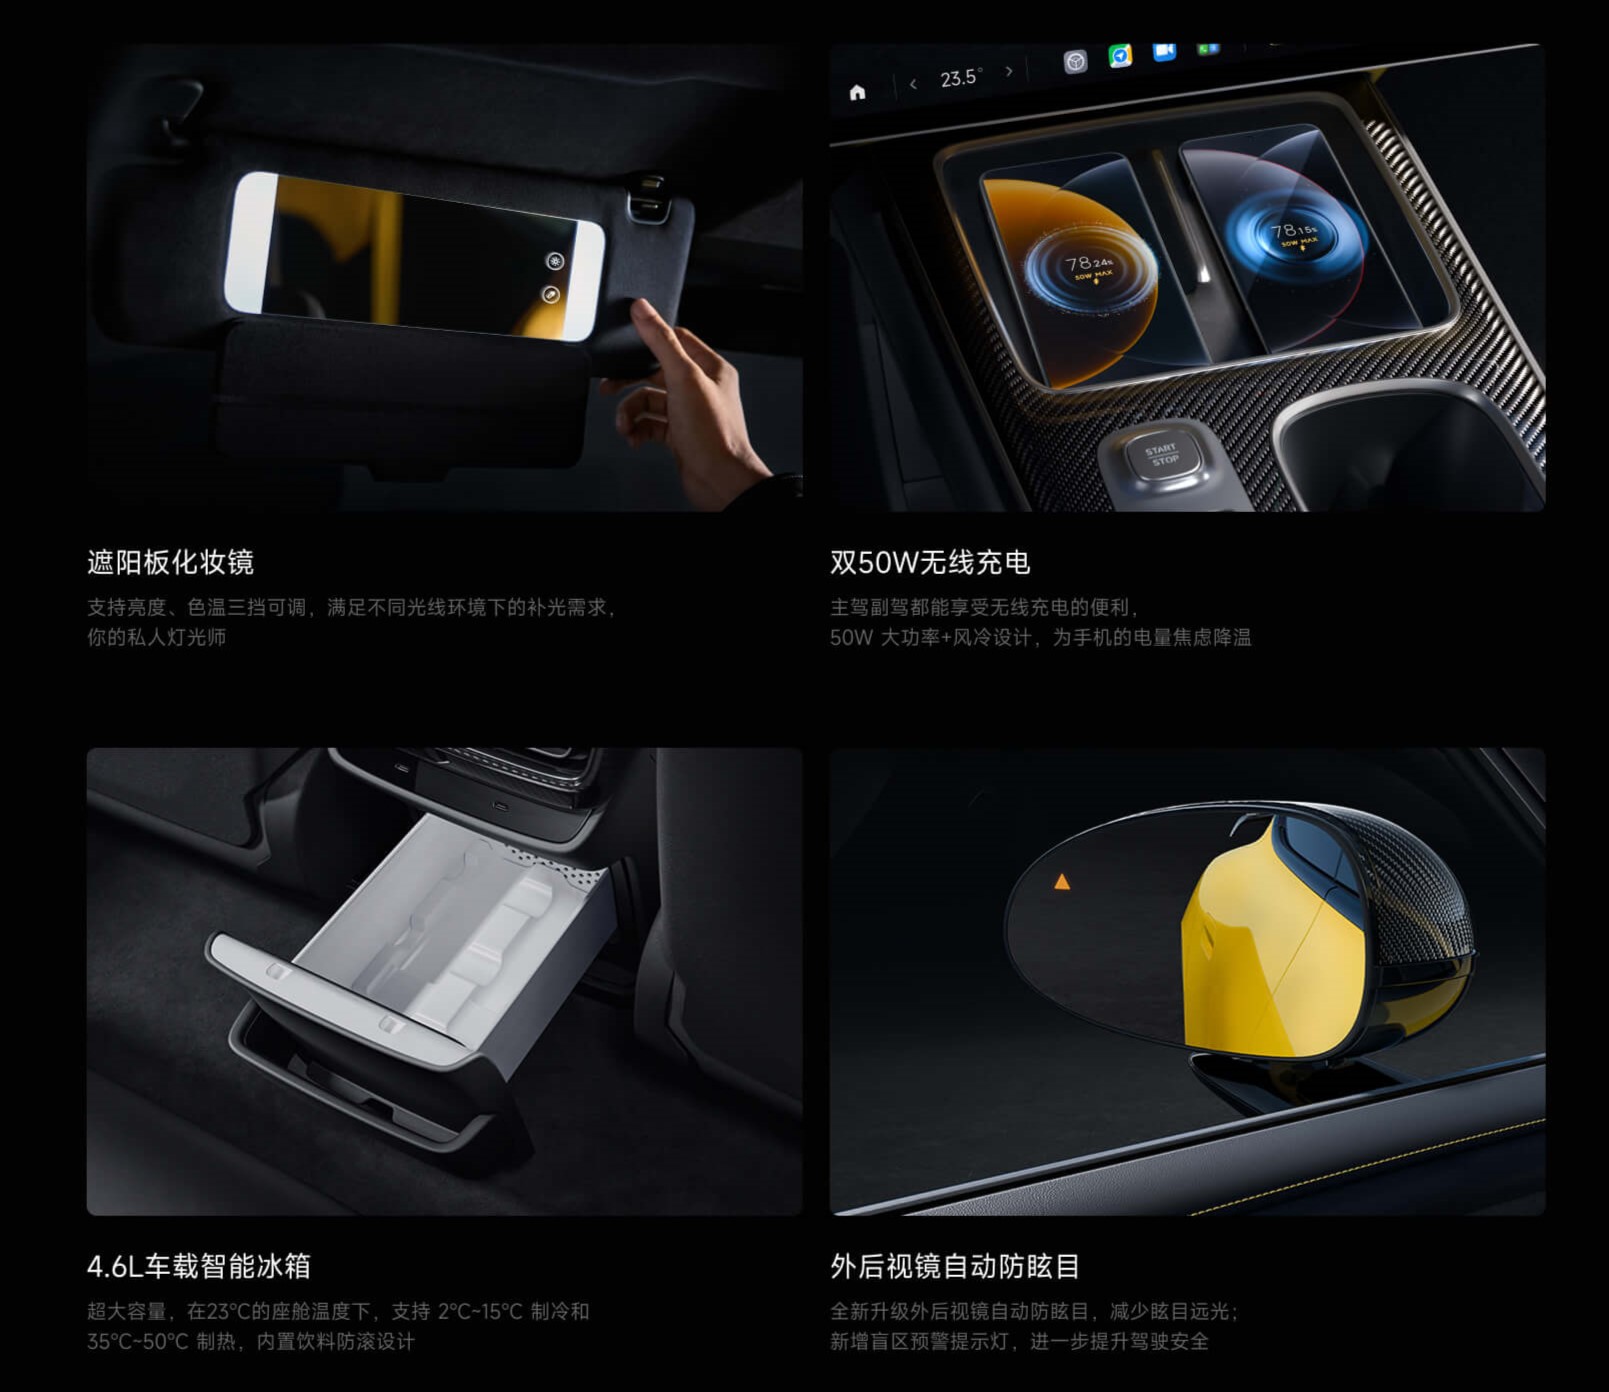 23.5°
78.24s
50W MAX
78.15s
50W MAX
START
STOP
遮阳板化妆镜
支持亮度、色温三挡可调，满足不同光线环境下的补光需求，
你的私人灯光师
双50W无线充电
主驾副驾都能享受无线充电的便利，
50W 大功率+风冷设计，为手机的电量焦虑降温
4.6L车载智能冰箱
超大容量，在23℃的座舱温度下，支持 2℃~15℃ 制冷和
35℃~50℃ 制热，内置饮料防滚设计
外后视镜自动防眩目
全新升级外后视镜自动防眩目，减少眩目远光；
新增盲区预警提示灯，进一步提升驾驶安全